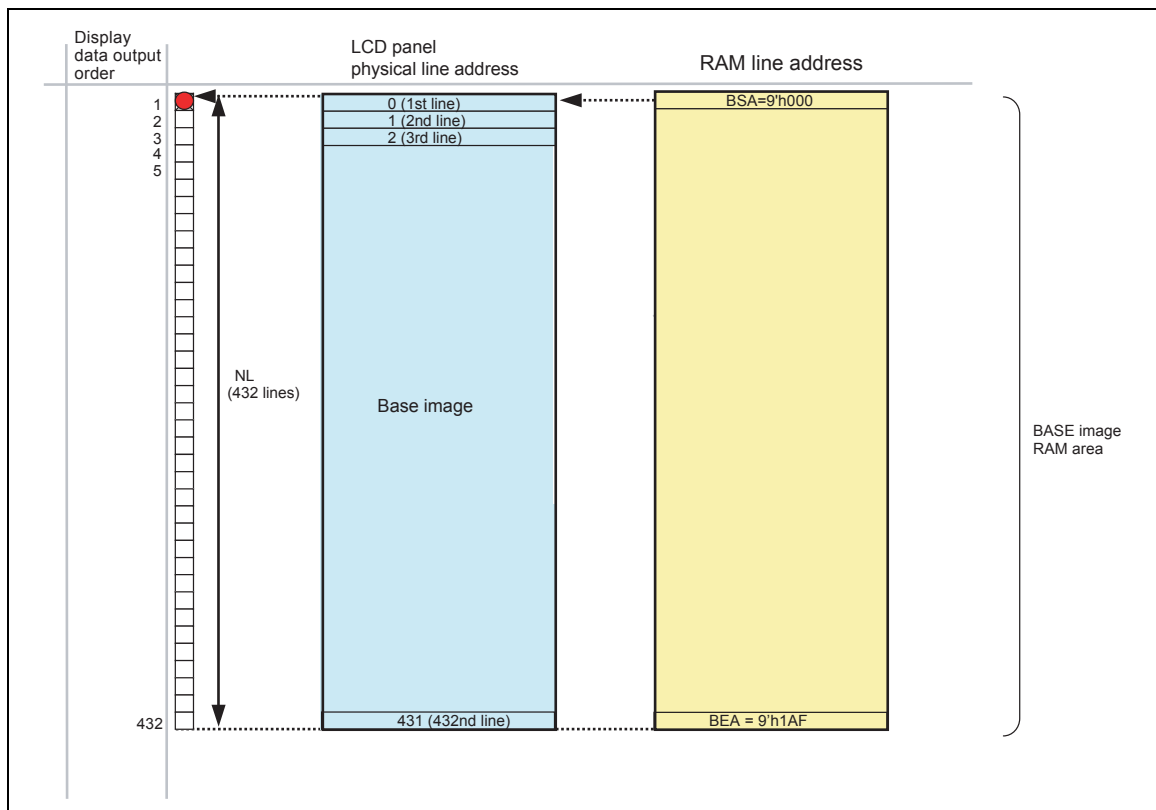 Display
data output
order
LCD panel
physical line address
RAM line address
1
2
3
4
5
0 (1st line)
1 (2nd line)
2 (3rd line)
BSA=9'h000
NL
(432 lines)
Base image
BASE image
RAM area
432
431 (432nd line)
BEA = 9'h1AF